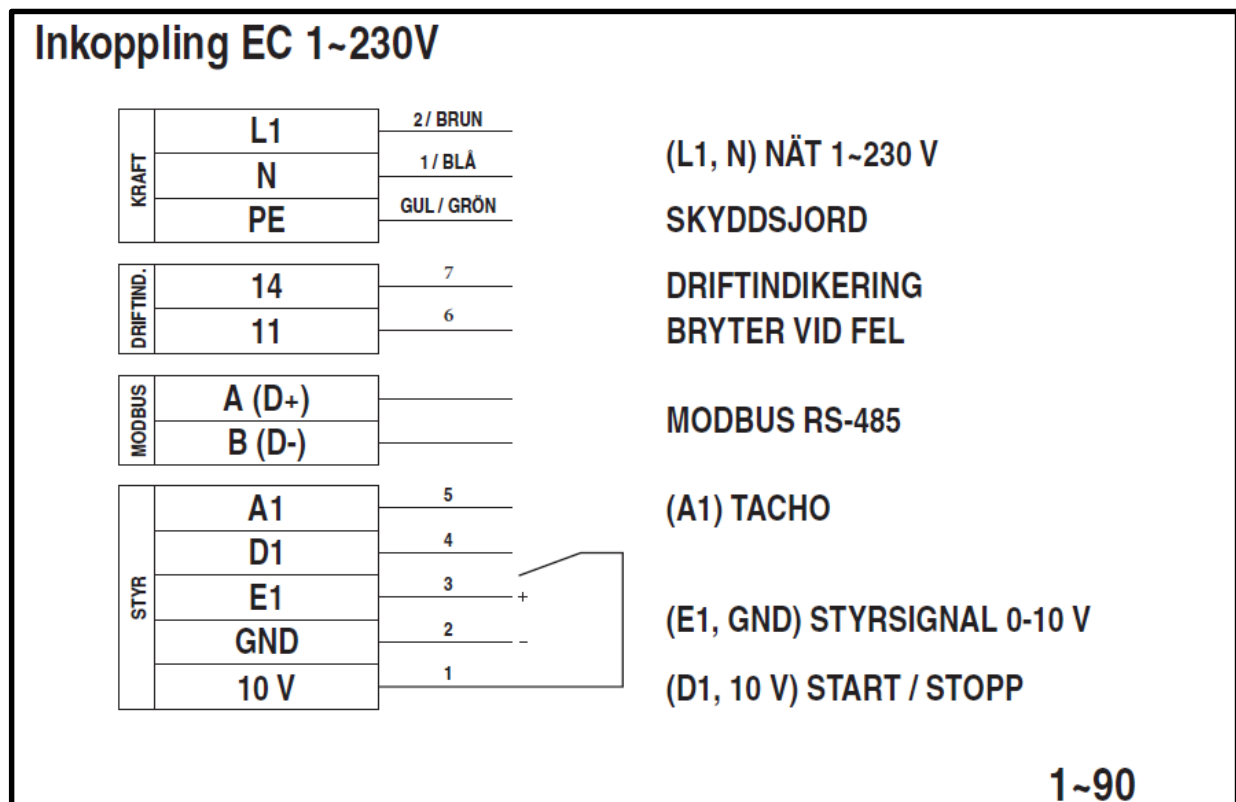 Inkoppling EC 1~230V
KRAFT
L1 2 / BRUN
N 1 / BLÅ
PE GUL / GRÖN
(L1, N) NÄT 1~230 V
SKYDDSJORD
DRIFTIND.
14 7
11 6
DRIFTINDIKERING
BRYTER VID FEL
MODBUS
A (D+)
B (D-)
MODBUS RS-485
STYR
A1 5
D1 4
E1 3 +
GND 2 −
10 V 1
(A1) TACHO
(E1, GND) STYRSIGNAL 0-10 V
(D1, 10 V) START / STOPP
1~90